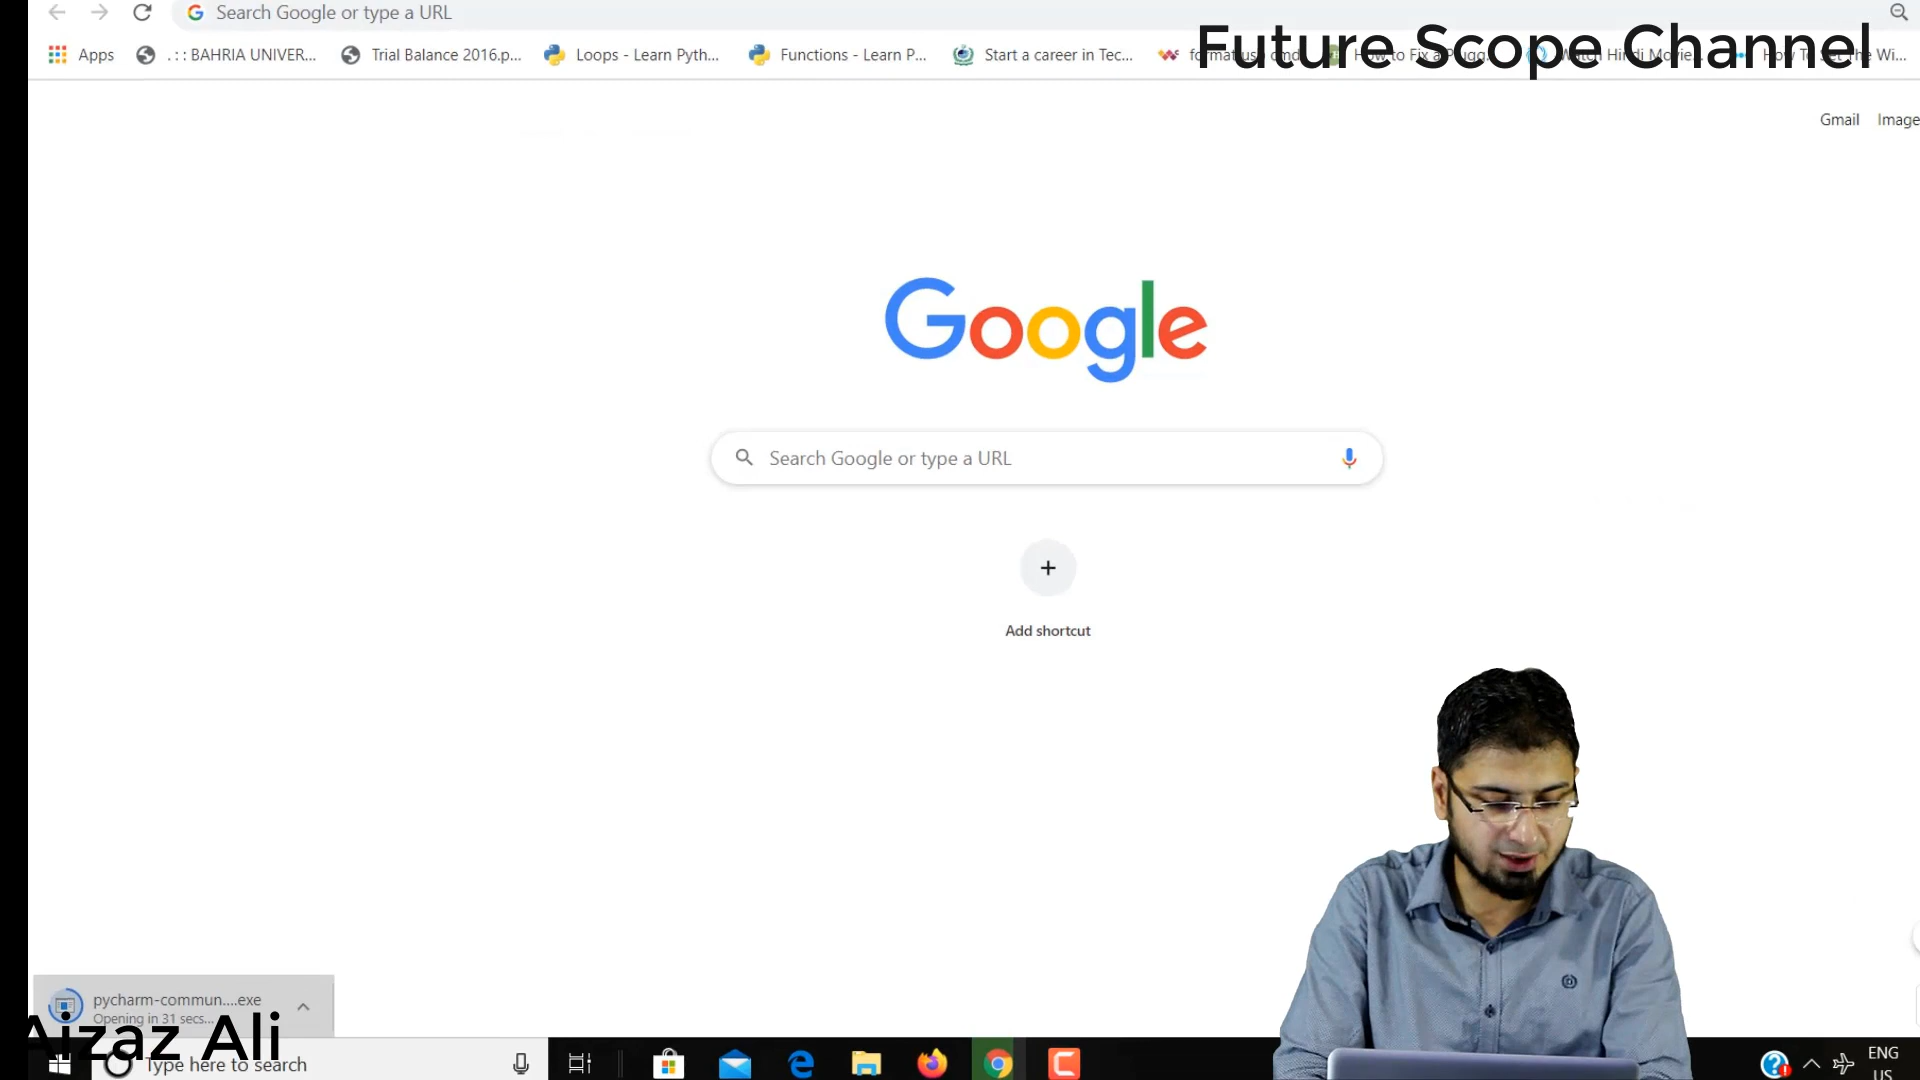 Search Google or type a URL
Future Scope Channel
Apps
. : : BAHRIA UNIVER...
Trial Balance 2016.p...
Loops - Learn Pyth...
Functions - Learn P...
Start a career in Tec...
Gmail
Image
Google
Search Google or type a URL
Add shortcut
pycharm-commun....exe
Opening in 31 secs...
Aizaz Ali
Type here to search
ENG
US